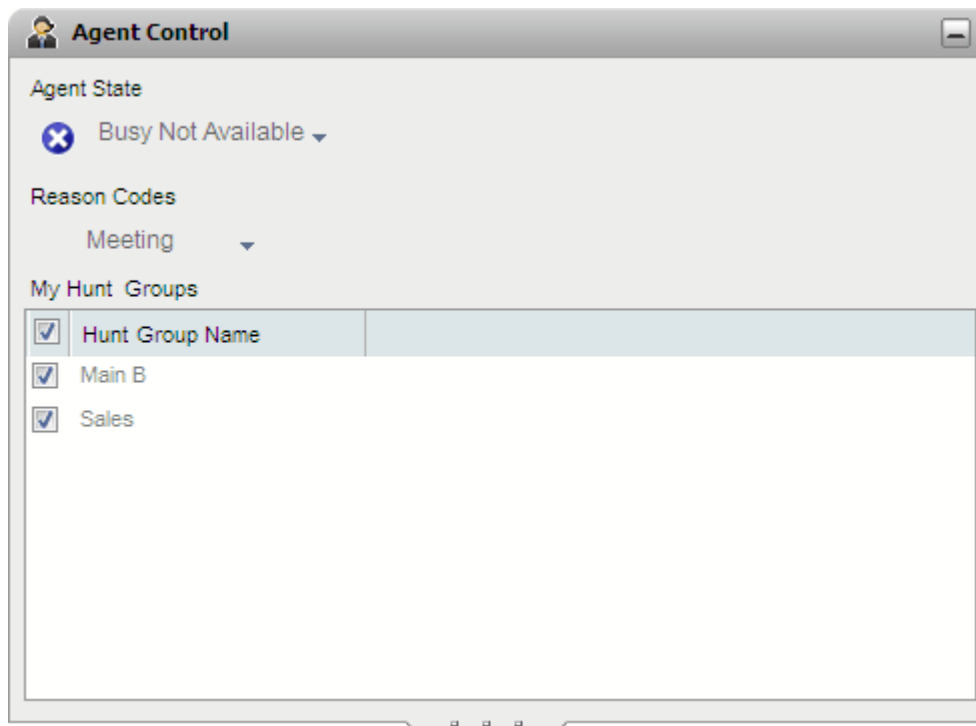 Agent Control
Agent State
Busy Not Available
Reason Codes
Meeting
My Hunt Groups
Hunt Group Name
Main B
Sales